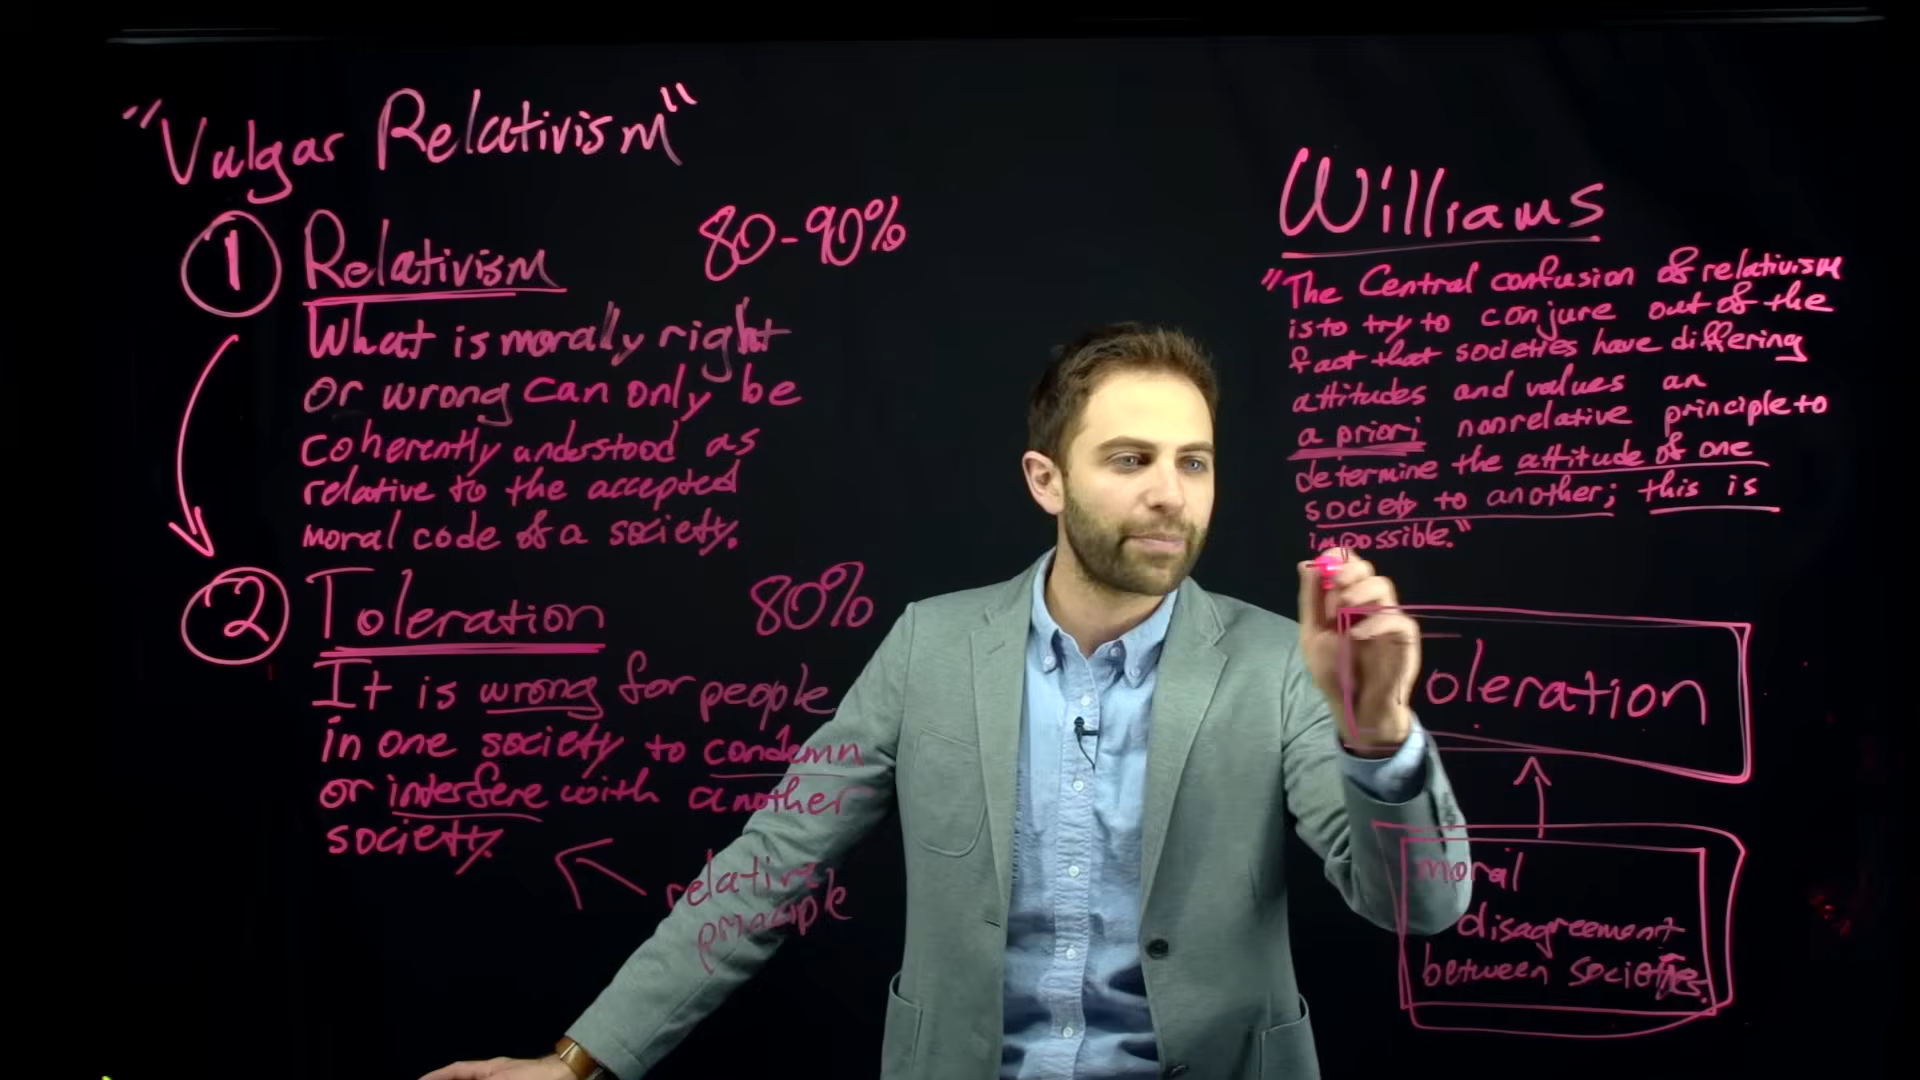 "Vulgar Relativism"
1 Relativism 80-90%
What is morally right
or wrong can only be
coherently understood as
relative to the accepted
moral code of a society.
2 Toleration 80%
It is wrong for people
in one society to condemn
or interfere with another
society.
relative
principle
Williams
"The Central confusion of relativism
is to try to conjure out of the
fact that societies have differing
attitudes and values an
a priori nonrelative principle to
determine the attitude of one
society to another; this is
impossible."
Toleration
moral
disagreement
between societies.